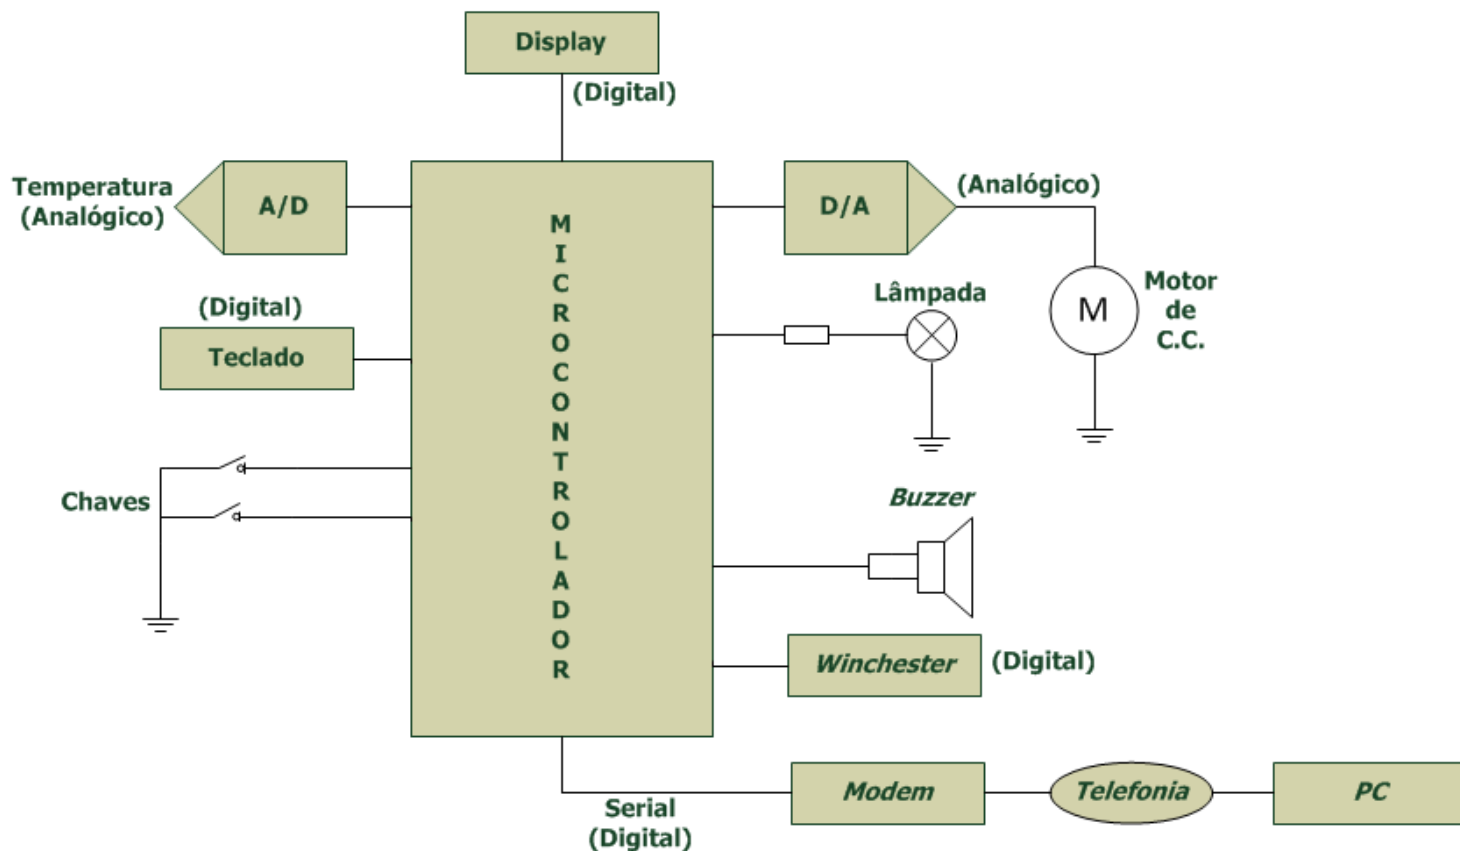 Display
(Digital)
Temperatura
(Analógico)
A/D
D/A
(Analógico)
MICROCONTROLADOR
(Digital)
Teclado
Lâmpada
M
Motor
de
C.C.
Chaves
Buzzer
Winchester
(Digital)
Serial
(Digital)
Modem
Telefonia
PC